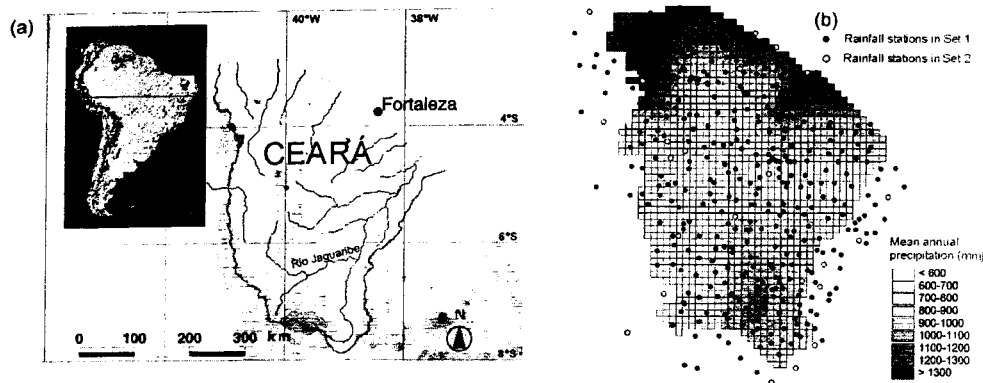 (a)
40°W
38°W
Fortaleza
4°S
CEARÁ
6°S
Rio Jaguaribe
N
0 100 200 300 km
8°S
(b)
Rainfall stations in Set 1
Rainfall stations in Set 2
Mean annual
precipitation (mm)
< 600
600-700
700-800
800-900
900-1000
1000-1100
1100-1200
1200-1300
> 1300